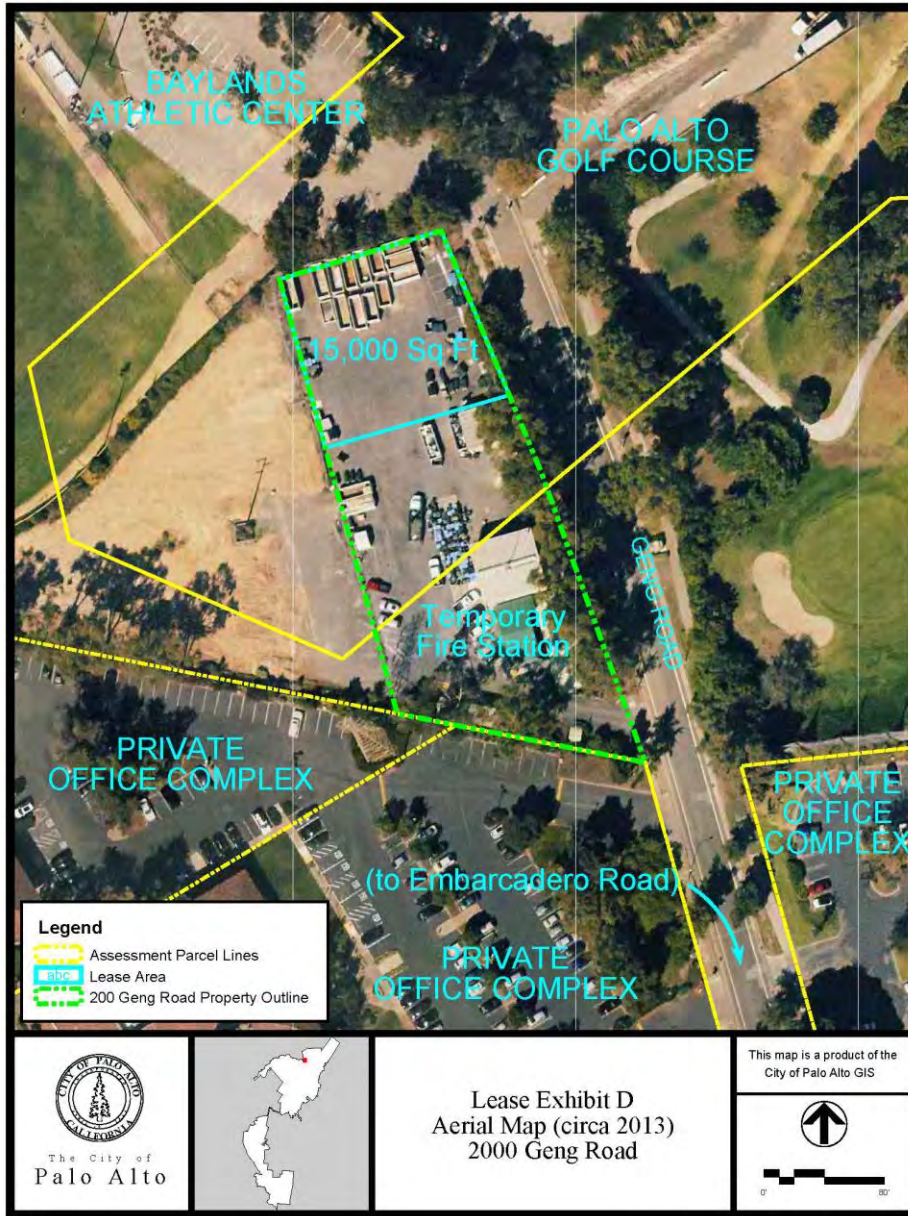 BAYLANDS
ATHLETIC CENTER
PALO ALTO
GOLF COURSE
15,000 Sq Ft
GENG ROAD
Temporary
Fire Station
PRIVATE
OFFICE COMPLEX
PRIVATE
OFFICE
COMPLEX
(to Embarcadero Road)
PRIVATE
OFFICE COMPLEX
Legend
Assessment Parcel Lines
abc Lease Area
200 Geng Road Property Outline
CITY OF PALO ALTO
CALIFORNIA
The City of
Palo Alto
Lease Exhibit D
Aerial Map (circa 2013)
2000 Geng Road
This map is a product of the
City of Palo Alto GIS
0' 80'